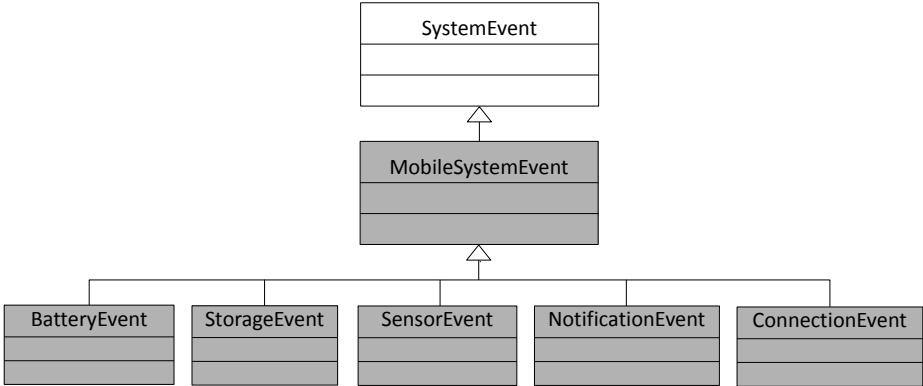 SystemEvent
MobileSystemEvent
BatteryEvent
StorageEvent
SensorEvent
NotificationEvent
ConnectionEvent